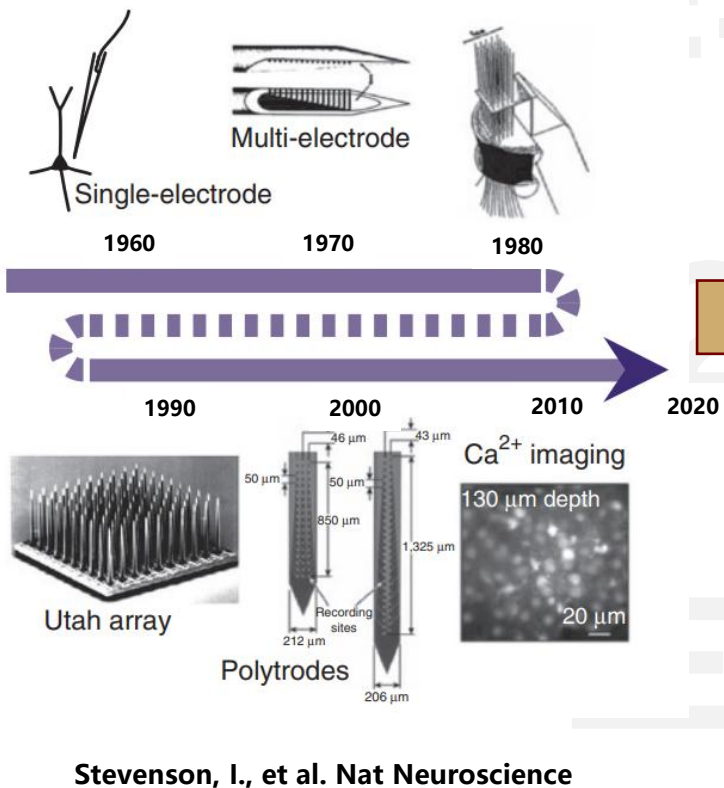 Multi-electrode
Single-electrode
1960
1970
1980
1990
2000
2010
2020
46 μm
43 μm
Ca2+ imaging
50 μm
50 μm
130 μm depth
850 μm
1,325 μm
Utah array
Recording
sites
20 μm
212 μm
Polytrodes
206 μm
Stevenson, I., et al. Nat Neuroscience